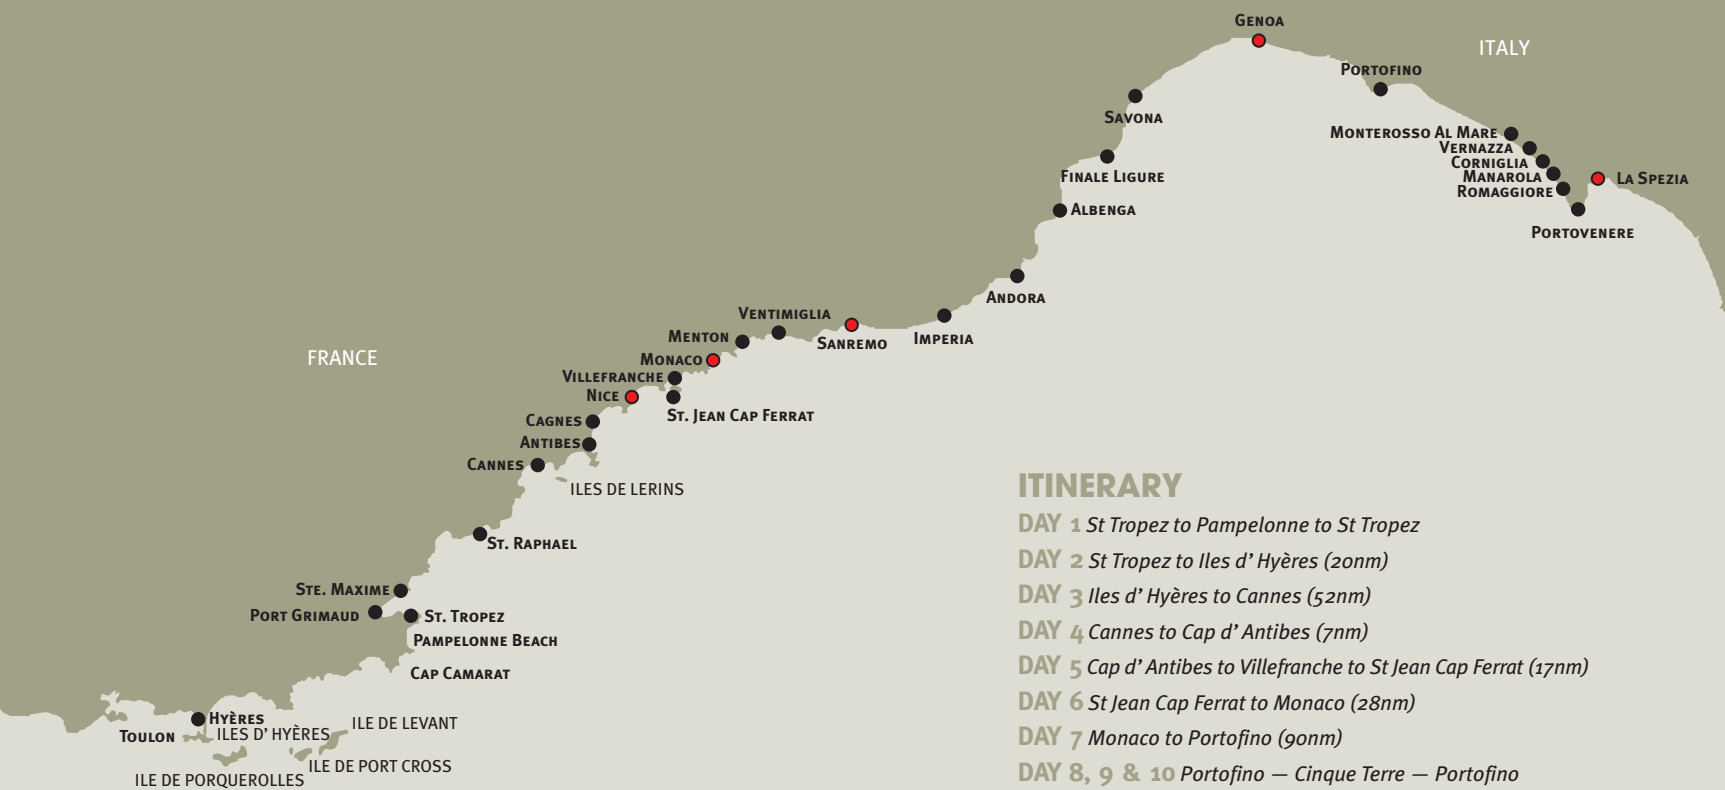 GENOA
ITALY
PORTOFINO
SAVONA
MONTEROSSO AL MARE
VERNAZZA
CORNIGLIA
MANAROLA
ROMAGGIORE
LA SPEZIA
FINALE LIGURE
ALBENGA
PORTOVENERE
ANDORA
VENTIMIGLIA
MENTON
SANREMO
IMPERIA
FRANCE
MONACO
VILLEFRANCHE
NICE
ST. JEAN CAP FERRAT
CAGNES
ANTIBES
CANNES
ILES DE LERINS
ST. RAPHAEL
STE. MAXIME
PORT GRIMAUD
ST. TROPEZ
PAMPELONNE BEACH
CAP CAMARAT
HYÈRES
TOULON
ILES D' HYÈRES
ILE DE LEVANT
ILE DE PORT CROSS
ILE DE PORQUEROLLES
ITINERARY
DAY 1 St Tropez to Pampelonne to St Tropez
DAY 2 St Tropez to Iles d' Hyères (20nm)
DAY 3 Iles d' Hyères to Cannes (52nm)
DAY 4 Cannes to Cap d' Antibes (7nm)
DAY 5 Cap d' Antibes to Villefranche to St Jean Cap Ferrat (17nm)
DAY 6 St Jean Cap Ferrat to Monaco (28nm)
DAY 7 Monaco to Portofino (90nm)
DAY 8, 9 & 10 Portofino — Cinque Terre — Portofino